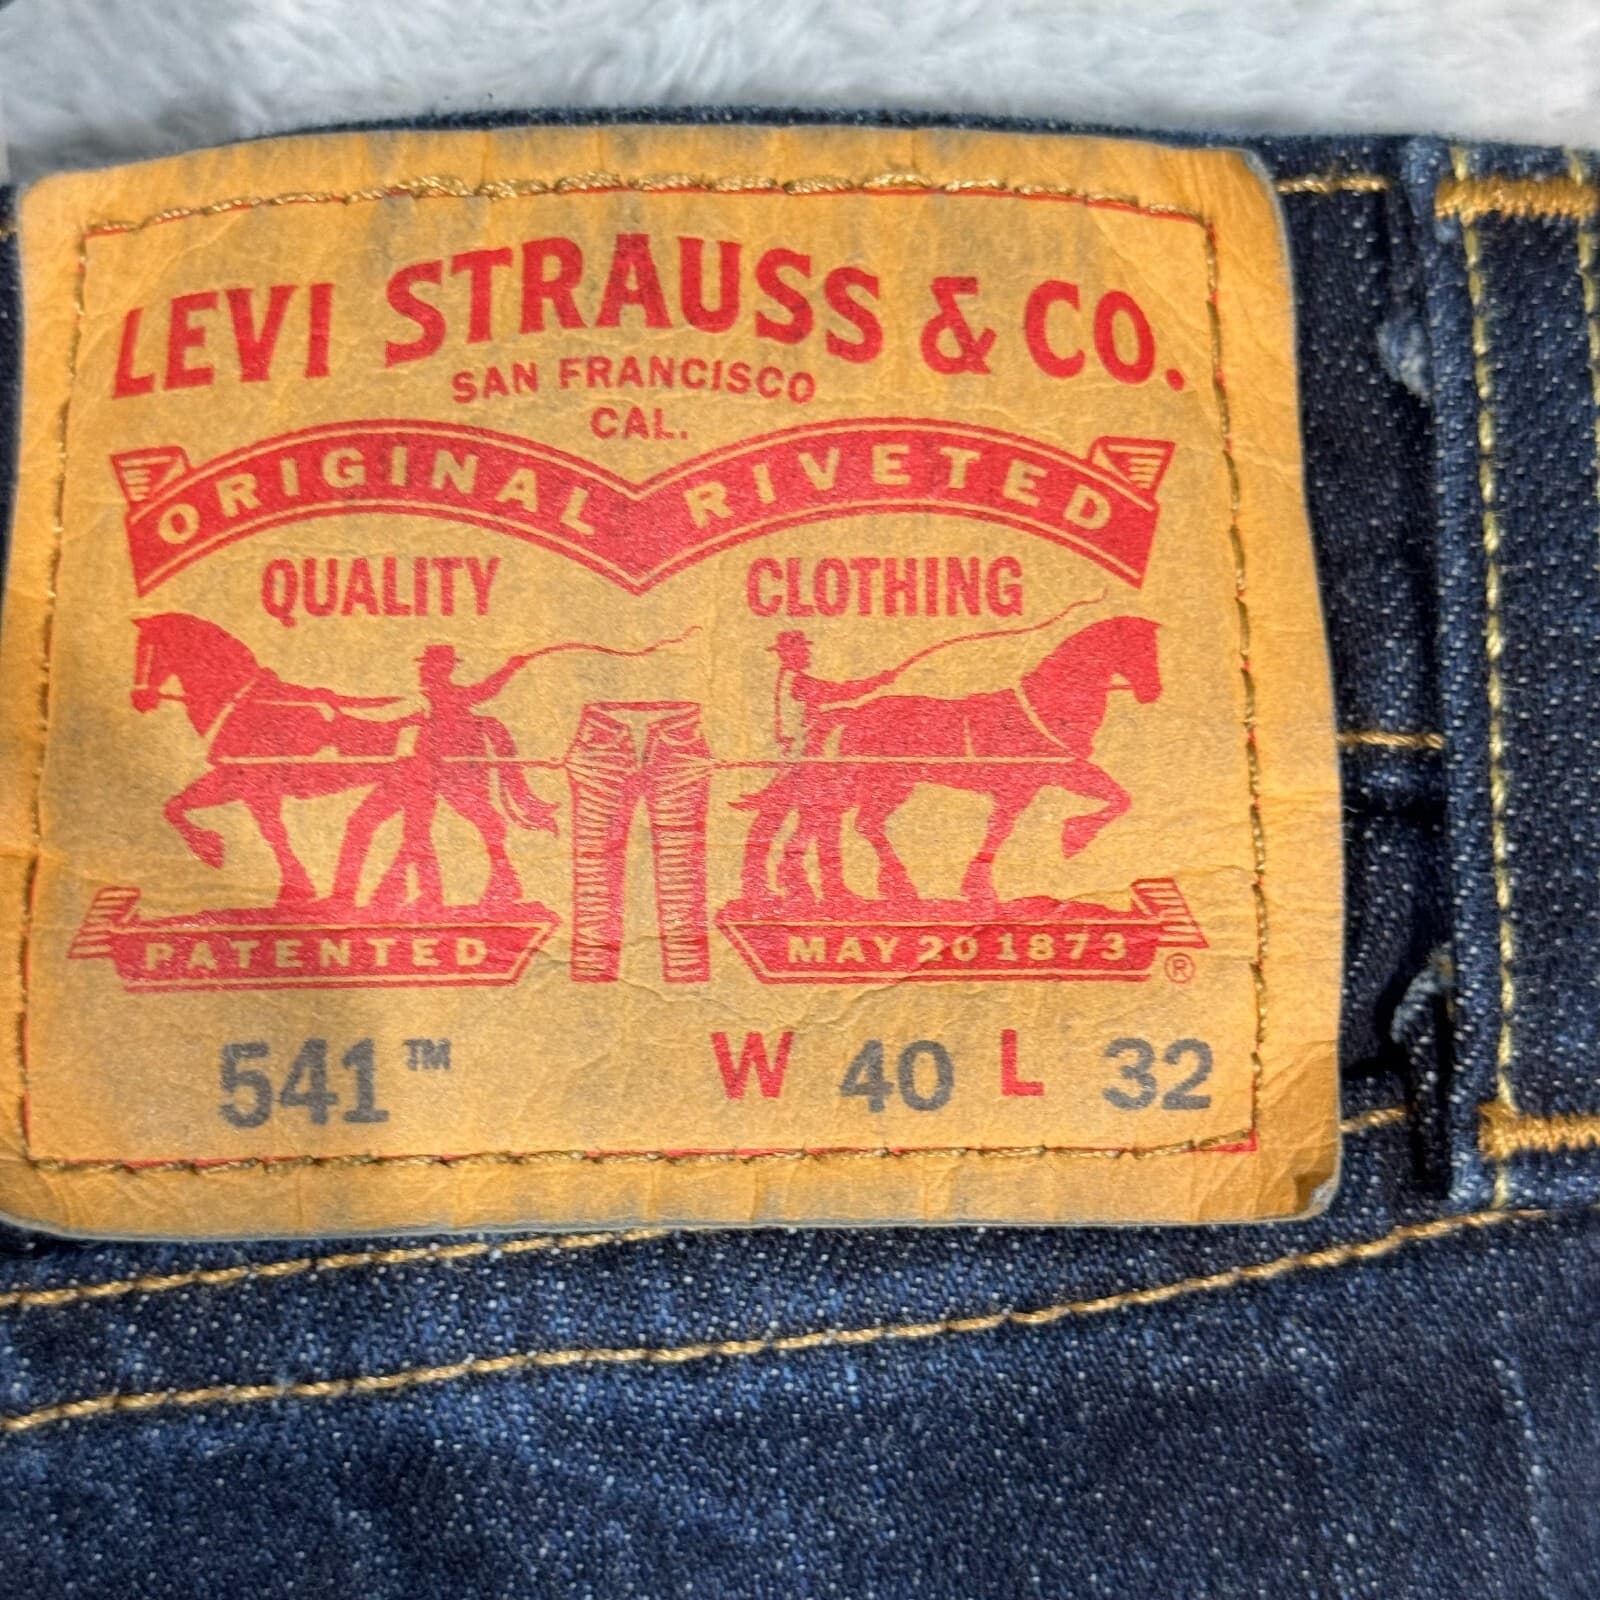 LEVI STRAUSS & CO.
SAN FRANCISCO
CAL.
ORIGINAL RIVETED
QUALITY CLOTHING
PATENTED MAY 20 1873 ®
541™ W 40 L 32